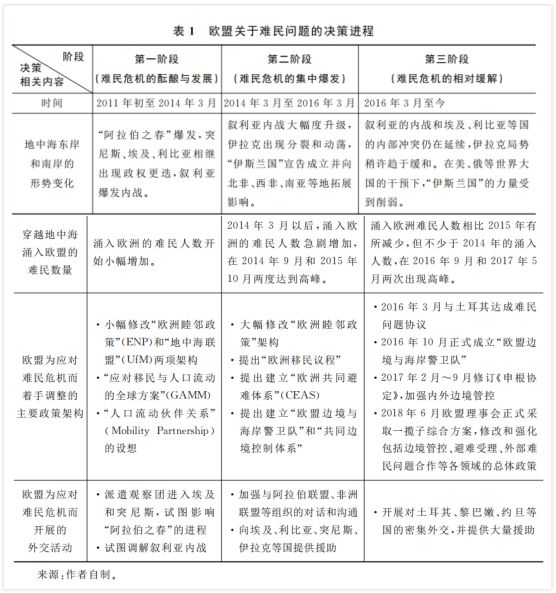 表 1 欧盟关于难民问题的决策进程
阶段
决策
相关内容
第一阶段
(难民危机的酝酿与发展)
第二阶段
(难民危机的集中爆发)
第三阶段
(难民危机的相对缓解)
时间
2011 年初至 2014 年 3 月
2014 年 3 月至 2016 年 3 月
2016 年 3 月至今
地中海东岸
和南岸的
形势变化
“阿拉伯之春”爆发,突
尼斯、埃及、利比亚相继
出现政权更迭,叙利亚
爆发内战。
叙利亚内战大幅度升级,
伊拉克出现分裂和动荡,
“伊斯兰国”宣告成立并向
北非、西非、南亚等地拓展
影响。
叙利亚的内战和埃及、利比亚等国
的内部冲突仍在延续,伊拉克局势
稍许趋于缓和。在美、俄等世界大
国的干预下,“伊斯兰国”的力量受
到削弱。
穿越地中海
涌入欧盟的
难民数量
涌入欧洲的难民人数开
始小幅增加。
2014 年 3 月以后,涌入欧
洲的难民人数急剧增加,
在 2014 年 9 月和 2015 年
10 月两度达到高峰。
涌入欧洲难民人数相比 2015 年有
所减少,但不少于 2014 年的涌入
人数,在 2016 年 9 月和 2017 年 5
月两次出现高峰。
欧盟为应对
难民危机而
着手调整的
主要政策架构
·小幅修改“欧洲睦邻政
策”(ENP)和“地中海联
盟”(UfM)两项架构
·“应对移民与人口流动
的全球方案”(GAMM)
·“人口流动伙伴关系”
(Mobility Partnership)
的设想
·大幅修改“欧洲睦邻政
策”架构
·提出“欧洲移民议程”
·提出建立“欧洲共同避
难体系”(CEAS)
·提出建立“欧盟边境与
海岸警卫队”和“共同边
境控制体系”
·2016 年 3 月与土耳其达成难民
问题协议
·2016 年 10 月正式成立“欧盟边
境与海岸警卫队”
·2017 年 2 月～9 月修订《申根协
定》,加强内外边境管控
·2018 年 6 月欧盟理事会正式采
取一揽子综合方案,修改和强化
包括边境管控、避难受理、外部难
民问题合作等各领域的总体政策
欧盟为应对
难民危机而
开展的
外交活动
·派遣观察团进入埃及
和突尼斯,试图影响
“阿拉伯之春”的进程
·试图调解叙利亚内战
·加强与阿拉伯联盟、非洲
联盟等组织的对话和沟通
·向埃及、利比亚、突尼斯、
伊拉克等国提供援助
·开展对土耳其、黎巴嫩、约旦等
国的密集外交,并提供大量援助
来源:作者自制。